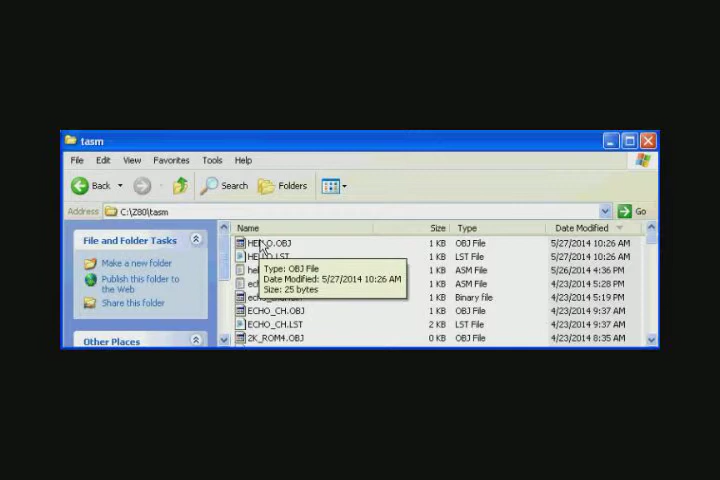 tasm
File Edit View Favorites Tools Help
Back Search Folders
Address C:\Z80\tasm Go
File and Folder Tasks
Make a new folder
Publish this folder to
the Web
Share this folder
Other Places
Name Size Type Date Modified
1 KB OBJ File 5/27/2014 10:26 AM
1 KB LST File 5/27/2014 10:26 AM
1 KB ASM File 5/26/2014 4:36 PM
1 KB ASM File 4/23/2014 5:28 PM
1 KB Binary file 4/23/2014 5:19 PM
ECHO_CH.OBJ 1 KB OBJ File 4/23/2014 9:37 AM
ECHO_CH.LST 2 KB LST File 4/23/2014 9:37 AM
2K_ROM4.OBJ 0 KB OBJ File 4/23/2014 8:35 AM
Type: OBJ File
Date Modified: 5/27/2014 10:26 AM
Size: 25 bytes